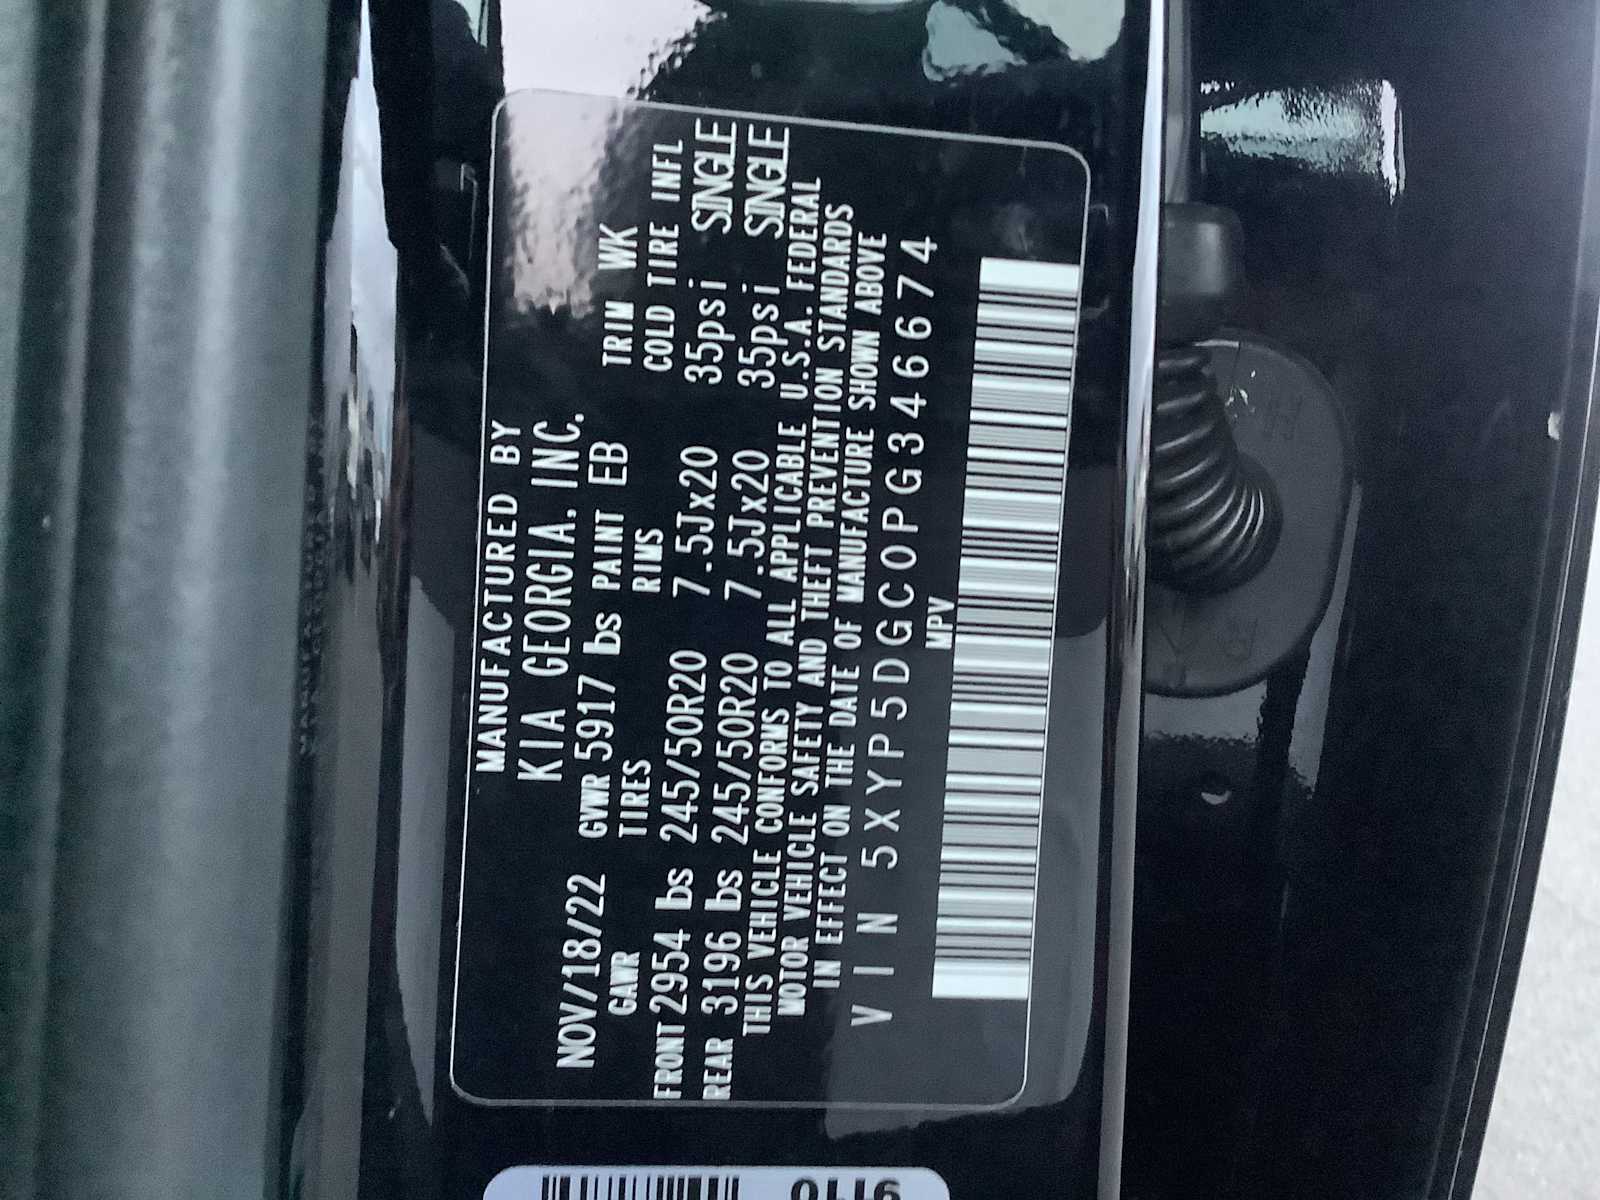 MANUFACTURED BY
KIA GEORGIA, INC.
NOV/18/22 GVWR 5917 lbs PAINT EB TRIM WK
GAWR TIRES RIMS COLD TIRE INFL
FRONT 2954 lbs 245/50R20 7.5Jx20 35psi SINGLE
REAR 3196 lbs 245/50R20 7.5Jx20 35psi SINGLE
THIS VEHICLE CONFORMS TO ALL APPLICABLE U.S.A. FEDERAL
MOTOR VEHICLE SAFETY AND THEFT PREVENTION STANDARDS
IN EFFECT ON THE DATE OF MANUFACTURE SHOWN ABOVE
VIN 5XYP5DGC0PG346674
MPV